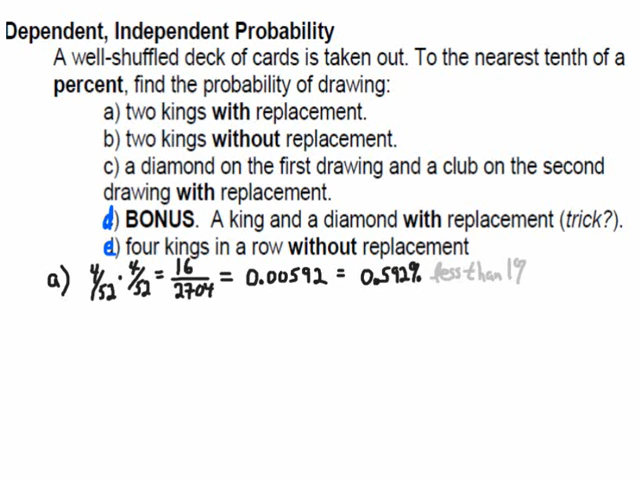 Dependent, Independent Probability
A well-shuffled deck of cards is taken out. To the nearest tenth of a
percent, find the probability of drawing:
a) two kings with replacement.
b) two kings without replacement.
c) a diamond on the first drawing and a club on the second
drawing with replacement.
d) BONUS. A king and a diamond with replacement (trick?).
e) four kings in a row without replacement
a) 4/52 · 4/52 = 16/2704 = 0.00592 = 0.592% less than 1